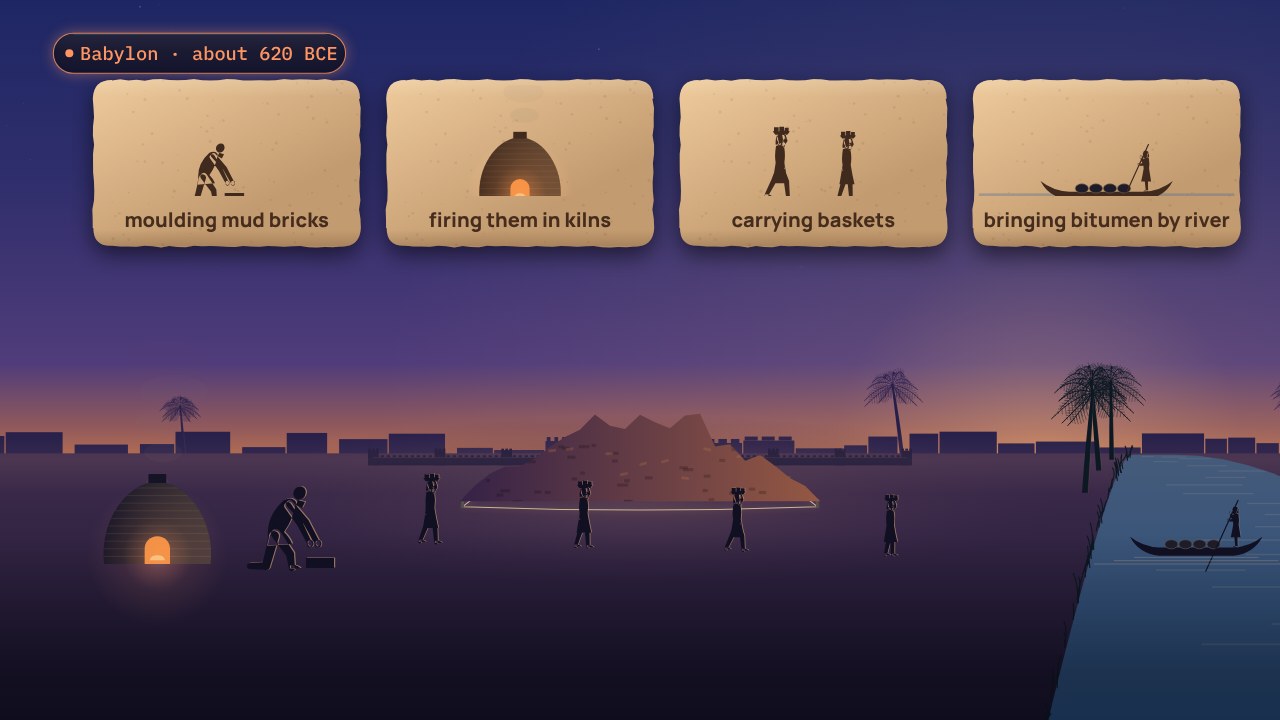 Babylon · about 620 BCE
moulding mud bricks
firing them in kilns
carrying baskets
bringing bitumen by river